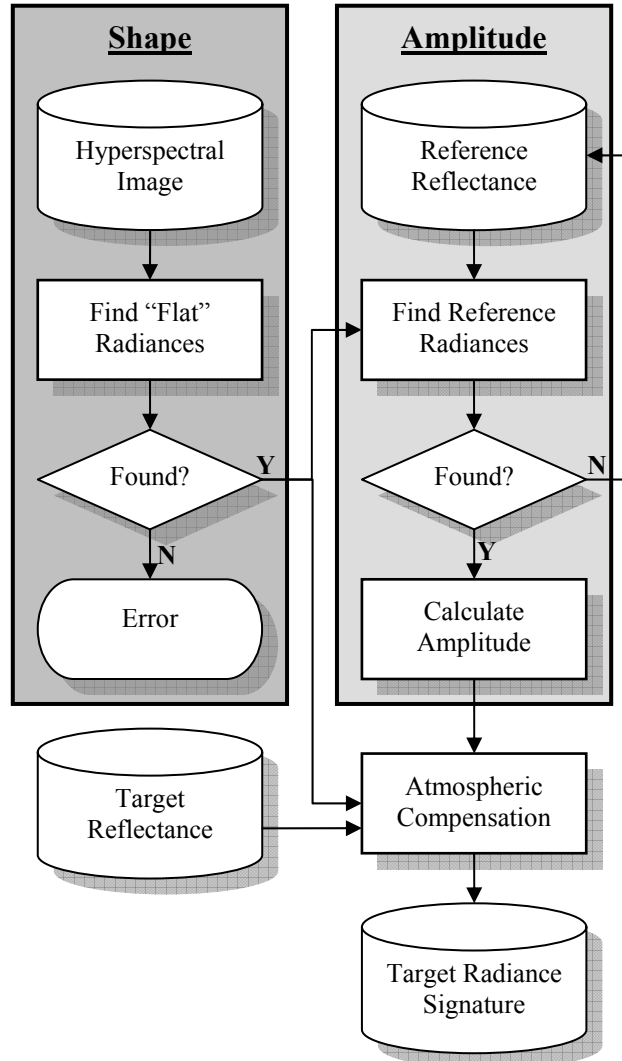 Shape
Hyperspectral
Image
Find “Flat”
Radiances
Found?
Y
N
Error
Target
Reflectance
Amplitude
Reference
Reflectance
Find Reference
Radiances
Found?
N
Y
Calculate
Amplitude
Atmospheric
Compensation
Target Radiance
Signature